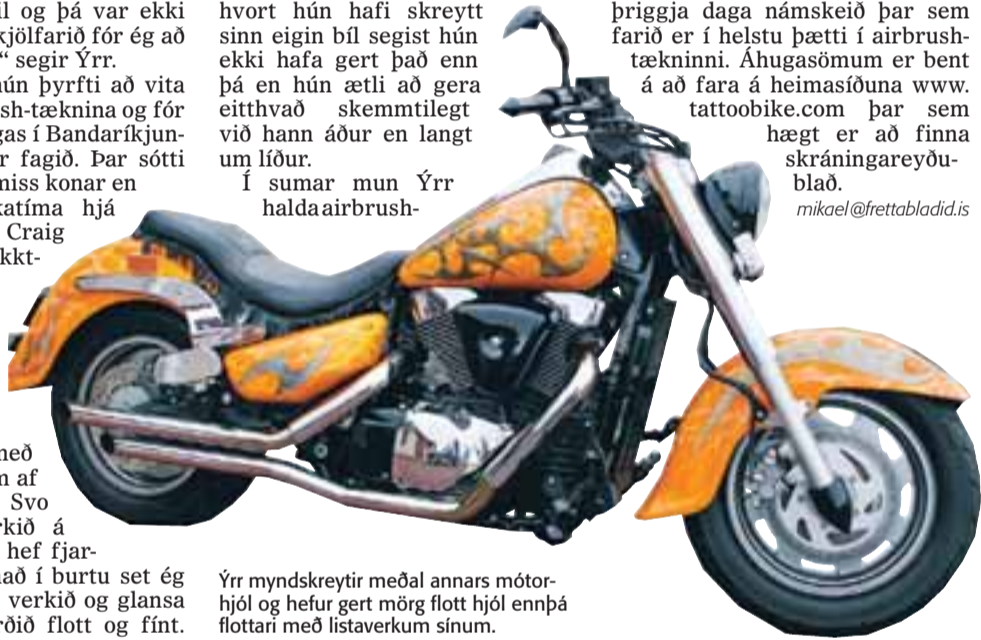 il og þá var ekki
kjölfarið fór ég að
“ segir Ýrr.
hún þyrfti að vita
ush-tæknina og fór
gas í Bandaríkjun-
r fagið. Þar sótti
miss konar en
katíma hjá
Craig
kkt-
með
n af
Svo
rkið á
hef fjar-
að í burtu set ég
verkið og glansa
rðið flott og fínt.
hvort hún hafi skreytt
sinn eigin bíl segist hún
ekki hafa gert það enn
þá en hún ætli að gera
eitthvað skemmtilegt
við hann áður en langt
um líður.
Í sumar mun Ýrr
halda airbrush-
þriggja daga námskeið þar sem
farið er í helstu þætti í airbrush-
tækninni. Áhugasömum er bent
á að fara á heimasíðuna www.
tattoobike.com þar sem
hægt er að finna
skráningareyðu-
blað.
mikael@frettabladid.is
Ýrr myndskreytir meðal annars mótor-
hjól og hefur gert mörg flott hjól ennþá
flottari með listaverkum sínum.